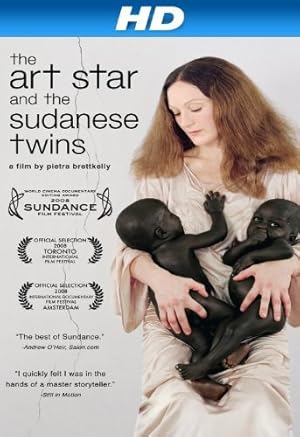 HD
the
art star
and the
sudanese
twins
a film by pietra brettkelly
WORLD CINEMA DOCUMENTARY
EDITING AWARD
2008
SUNDANCE
FILM FESTIVAL
OFFICIAL SELECTION
2008
TORONTO
INTERNATIONAL
FILM FESTIVAL
OFFICIAL SELECTION
2008
INTERNATIONAL
DOCUMENTARY FILM FESTIVAL
AMSTERDAM
"The best of Sundance."
-Andrew O'Heir, Salon.com
"I quickly felt I was in the
hands of a master storyteller."
-Still in Motion